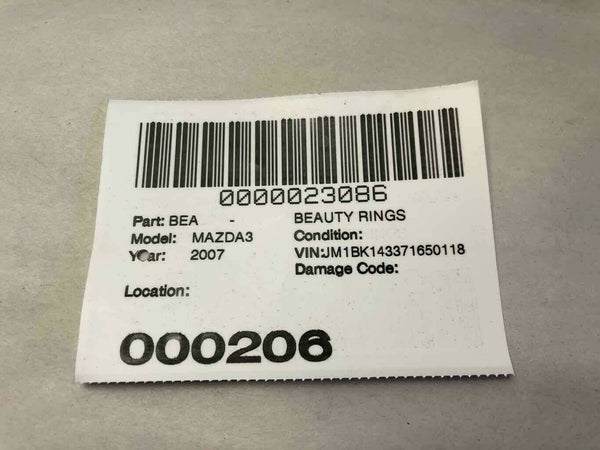 0000023086
Part: BEA - BEAUTY RINGS
Model: MAZDA3 Condition:
Year: 2007 VIN:JM1BK143371650118
Damage Code:
Location:
000206